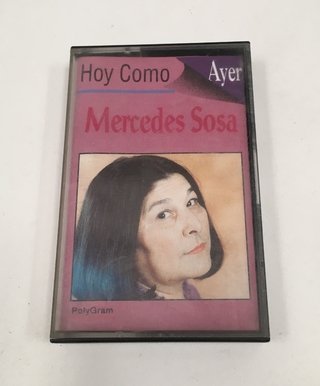 Hoy Como Ayer
Mercedes Sosa
PolyGram